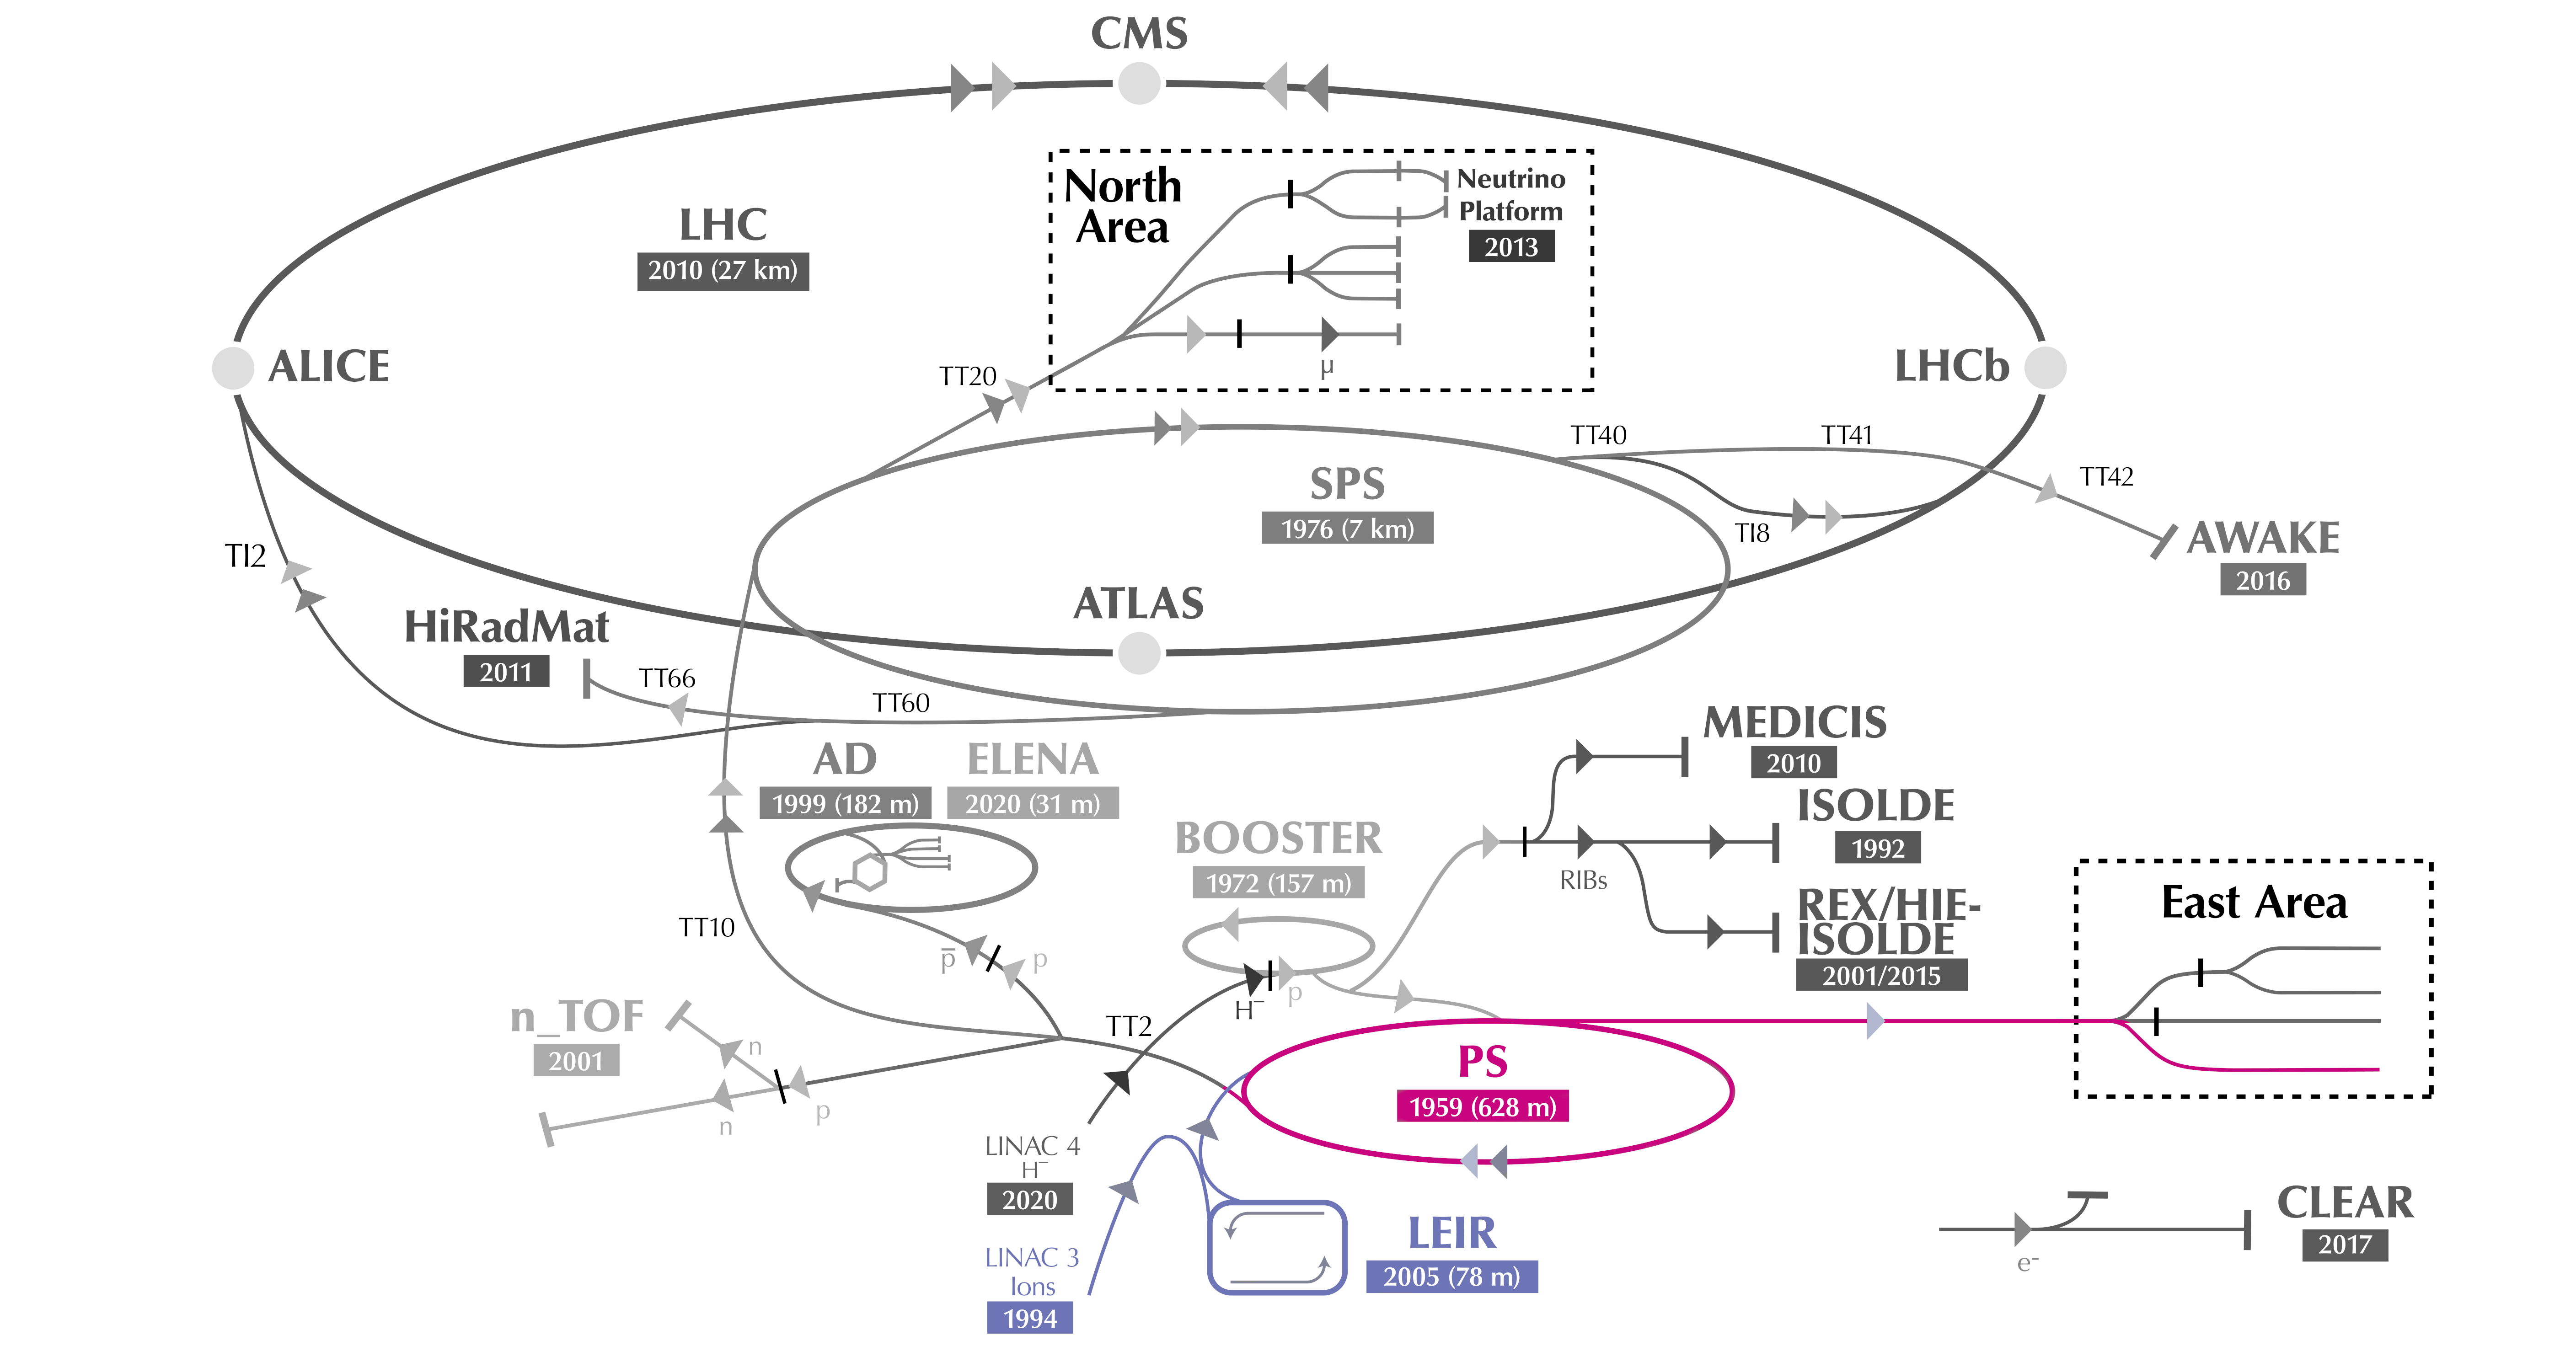 CMS
North
Area
Neutrino
Platform
2013
LHC
2010 (27 km)
μ
ALICE
LHCb
TT20
TT40
TT41
TT42
SPS
1976 (7 km)
TI8
AWAKE
2016
TI2
ATLAS
HiRadMat
2011
TT66
TT60
MEDICIS
2010
AD
1999 (182 m)
ELENA
2020 (31 m)
ISOLDE
1992
BOOSTER
1972 (157 m)
RIBs
REX/HIE-
ISOLDE
2001/2015
East Area
TT10
p̅
p
H⁻
p
n_TOF
2001
n
n
p
TT2
PS
1959 (628 m)
LINAC 4
H⁻
2020
LINAC 3
Ions
1994
LEIR
2005 (78 m)
CLEAR
2017
e-